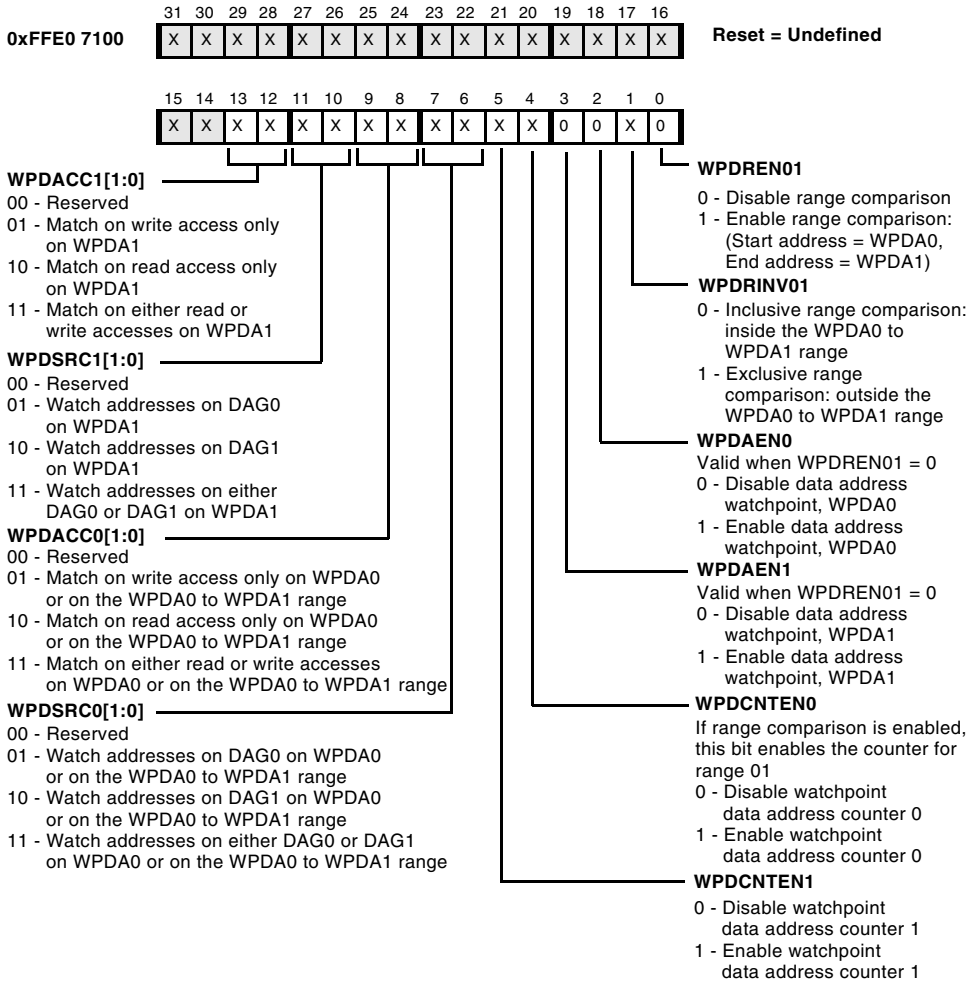 31 30 29 28 27 26 25 24 23 22 21 20 19 18 17 16
0xFFE0 7100
X X X X X X X X X X X X X X X X
Reset = Undefined
15 14 13 12 11 10 9 8 7 6 5 4 3 2 1 0
X X X X X X X X X X X X 0 0 X 0
WPDACC1[1:0]
00 - Reserved
01 - Match on write access only
on WPDA1
10 - Match on read access only
on WPDA1
11 - Match on either read or
write accesses on WPDA1
WPDSRC1[1:0]
00 - Reserved
01 - Watch addresses on DAG0
on WPDA1
10 - Watch addresses on DAG1
on WPDA1
11 - Watch addresses on either
DAG0 or DAG1 on WPDA1
WPDACC0[1:0]
00 - Reserved
01 - Match on write access only on WPDA0
or on the WPDA0 to WPDA1 range
10 - Match on read access only on WPDA0
or on the WPDA0 to WPDA1 range
11 - Match on either read or write accesses
on WPDA0 or on the WPDA0 to WPDA1 range
WPDSRC0[1:0]
00 - Reserved
01 - Watch addresses on DAG0 on WPDA0
or on the WPDA0 to WPDA1 range
10 - Watch addresses on DAG1 on WPDA0
or on the WPDA0 to WPDA1 range
11 - Watch addresses on either DAG0 or DAG1
on WPDA0 or on the WPDA0 to WPDA1 range
WPDREN01
0 - Disable range comparison
1 - Enable range comparison:
(Start address = WPDA0,
End address = WPDA1)
WPDRINV01
0 - Inclusive range comparison:
inside the WPDA0 to
WPDA1 range
1 - Exclusive range
comparison: outside the
WPDA0 to WPDA1 range
WPDAEN0
Valid when WPDREN01 = 0
0 - Disable data address
watchpoint, WPDA0
1 - Enable data address
watchpoint, WPDA0
WPDAEN1
Valid when WPDREN01 = 0
0 - Disable data address
watchpoint, WPDA1
1 - Enable data address
watchpoint, WPDA1
WPDCNTEN0
If range comparison is enabled,
this bit enables the counter for
range 01
0 - Disable watchpoint
data address counter 0
1 - Enable watchpoint
data address counter 0
WPDCNTEN1
0 - Disable watchpoint
data address counter 1
1 - Enable watchpoint
data address counter 1